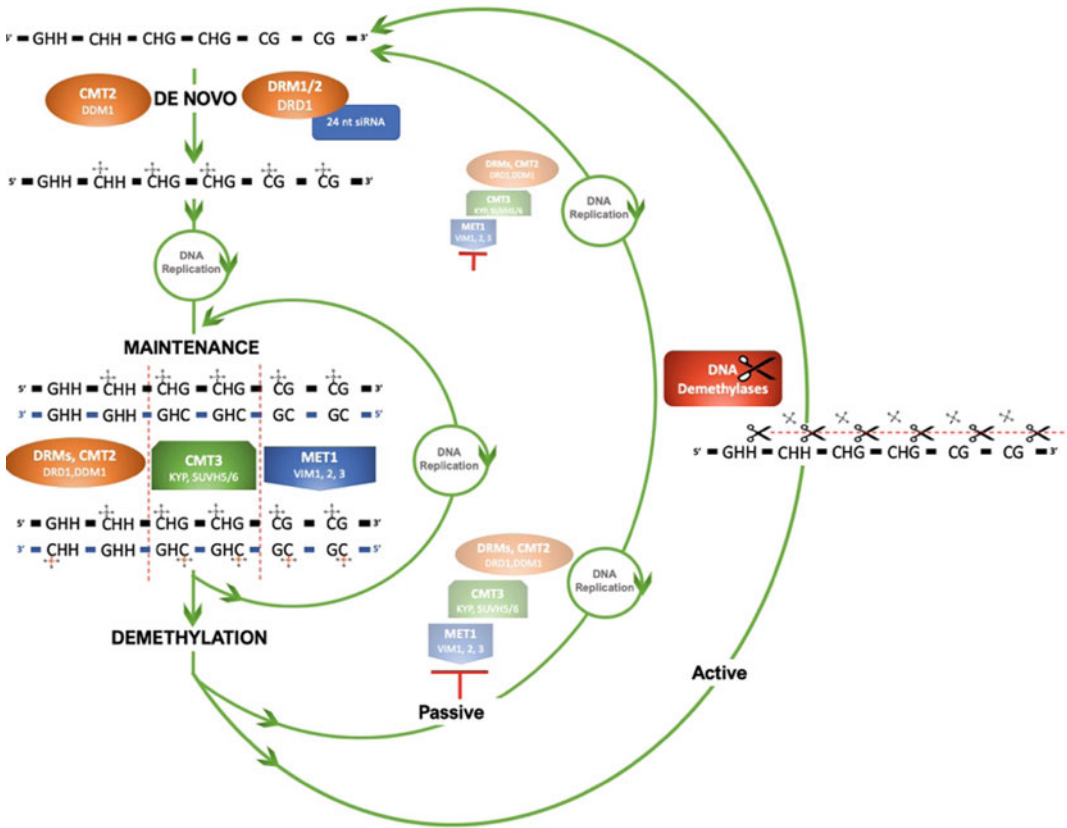 5' GHH CHH CHG CHG CG CG 3'
CMT2
DDM1
DE NOVO
DRM1/2
DRD1
24 nt siRNA
5' GHH CHH CHG CHG CG CG 3'
DNA
Replication
MAINTENANCE
5' GHH CHH CHG CHG CG CG 3'
3' GHH GHH GHC GHC GC GC 5'
DRMs, CMT2
DRD1,DDM1
CMT3
KYP, SUVH5/6
MET1
VIM1, 2, 3
5' GHH CHH CHG CHG CG CG 3'
3' CHH GHH GHC GHC GC GC 5'
DNA
Replication
DEMETHYLATION
DRMs, CMT2
DRD1,DDM1
CMT3
KYP, SUVH5/6
MET1
VIM1, 2, 3
DNA
Replication
DRMs, CMT2
DRD1,DDM1
CMT3
KYP, SUVH5/6
MET1
VIM1, 2, 3
DNA
Replication
Passive
DNA
Demethylases
5' GHH CHH CHG CHG CG CG 3'
Active